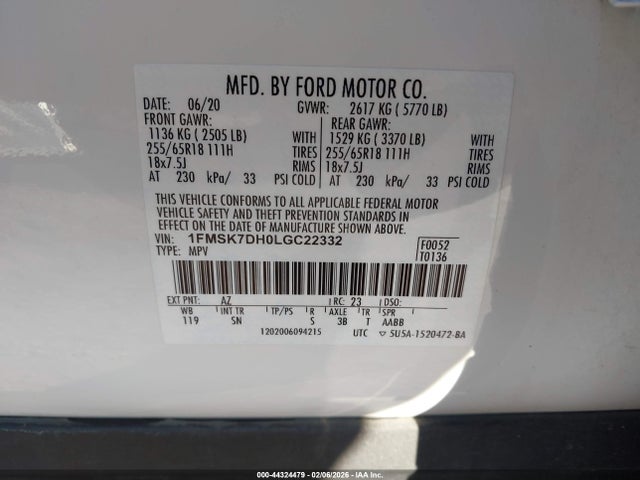 MFD. BY FORD MOTOR CO.
DATE: 06/20 GVWR: 2617 KG ( 5770 LB)
FRONT GAWR: REAR GAWR:
1136 KG ( 2505 LB) WITH 1529 KG ( 3370 LB) WITH
255/65R18 111H TIRES 255/65R18 111H TIRES
18x7.5J RIMS 18x7.5J RIMS
AT 230 kPa/ 33 PSI COLD AT 230 kPa/ 33 PSI COLD
THIS VEHICLE CONFORMS TO ALL APPLICABLE FEDERAL MOTOR
VEHICLE SAFETY AND THEFT PREVENTION STANDARDS IN
EFFECT ON THE DATE OF MANUFACTURE SHOWN ABOVE.
VIN: 1FMSK7DH0LGC22332 F0052
TYPE: MPV T0136
EXT PNT: AZ RC: 23 DSO:
WB INT TR TP/PS R AXLE TR SPR
119 SN S 3B T AABB
1202006094215 UTC ▽ 5U5A-1520472-BA
000-44324479 - 02/06/2026 - IAAI Inc.